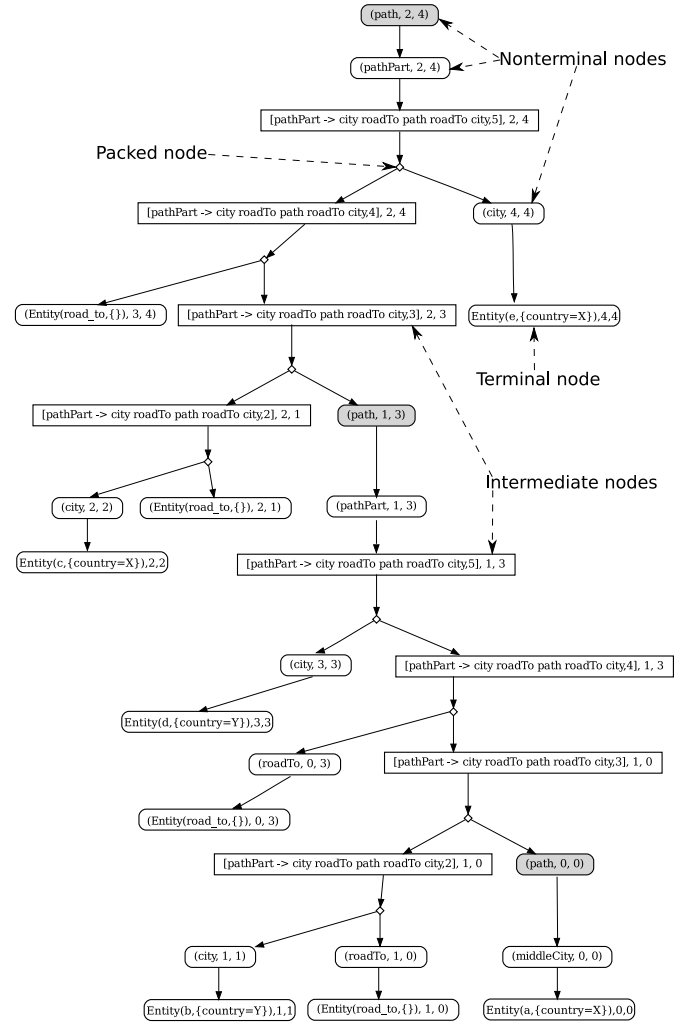 (path, 2, 4)
Nonterminal nodes
(pathPart, 2, 4)
[pathPart -> city roadTo path roadTo city,5], 2, 4
Packed node
[pathPart -> city roadTo path roadTo city,4], 2, 4
(city, 4, 4)
(Entity(road_to,{}), 3, 4)
[pathPart -> city roadTo path roadTo city,3], 2, 3
Entity(e,{country=X}),4,4
Terminal node
[pathPart -> city roadTo path roadTo city,2], 2, 1
(path, 1, 3)
Intermediate nodes
(city, 2, 2)
(Entity(road_to,{}), 2, 1)
(pathPart, 1, 3)
Entity(c,{country=X}),2,2
[pathPart -> city roadTo path roadTo city,5], 1, 3
(city, 3, 3)
[pathPart -> city roadTo path roadTo city,4], 1, 3
Entity(d,{country=Y}),3,3
(roadTo, 0, 3)
[pathPart -> city roadTo path roadTo city,3], 1, 0
(Entity(road_to,{}), 0, 3)
[pathPart -> city roadTo path roadTo city,2], 1, 0
(path, 0, 0)
(city, 1, 1)
(roadTo, 1, 0)
(middleCity, 0, 0)
Entity(b,{country=Y}),1,1
(Entity(road_to,{}), 1, 0)
Entity(a,{country=X}),0,0